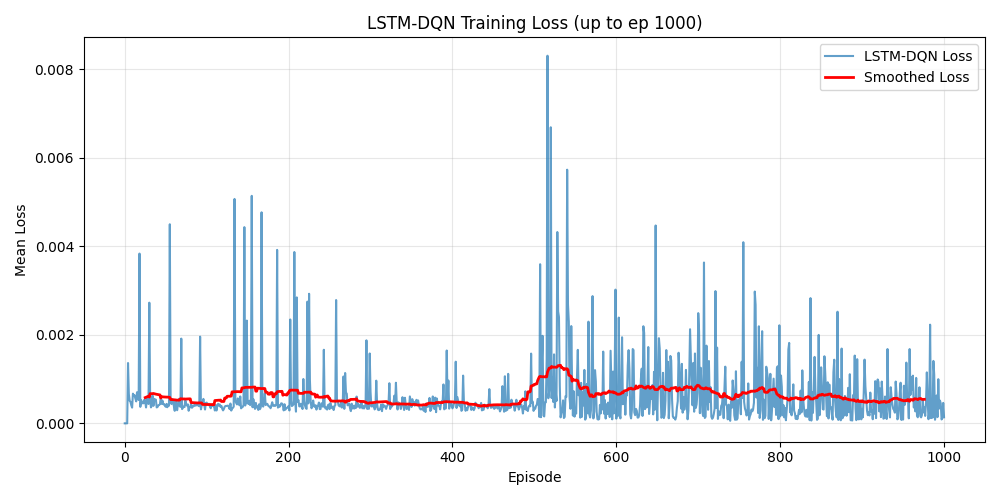 LSTM-DQN Training Loss (up to ep 1000)
LSTM-DQN Loss
Smoothed Loss
Mean Loss
0.008
0.006
0.004
0.002
0.000
0
200
400
600
800
1000
Episode